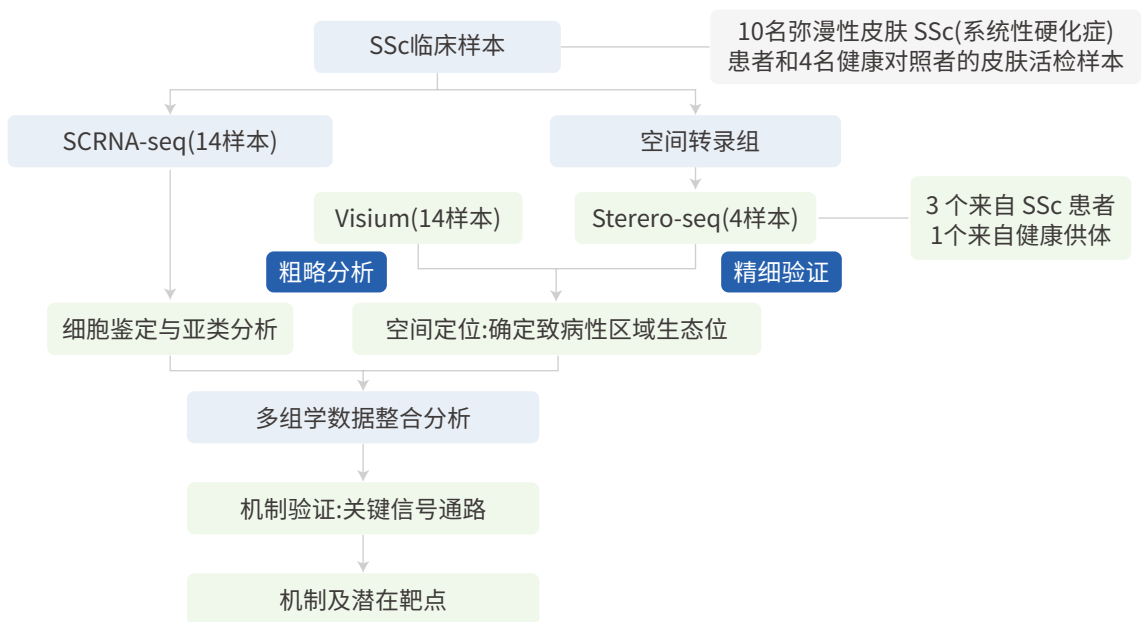 SSc临床样本
10名弥漫性皮肤 SSc(系统性硬化症)
患者和4名健康对照者的皮肤活检样本
SCRNA-seq(14样本)
空间转录组
Visium(14样本)
Sterero-seq(4样本)
3 个来自 SSc 患者
1个来自健康供体
粗略分析
精细验证
细胞鉴定与亚类分析
空间定位:确定致病性区域生态位
多组学数据整合分析
机制验证:关键信号通路
机制及潜在靶点